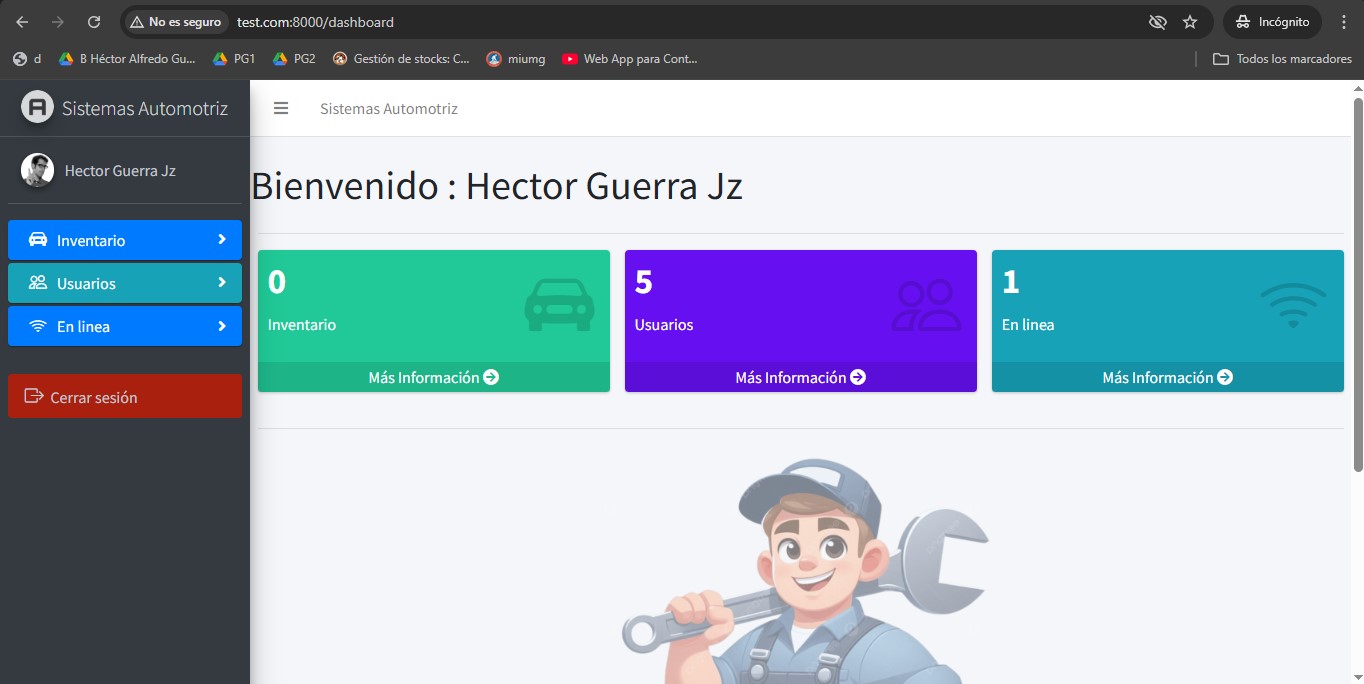 No es seguro
test.com:8000/dashboard
Incógnito
d
B Héctor Alfredo Gu...
PG1
PG2
Gestión de stocks: C...
miumg
Web App para Cont...
Todos los marcadores
Sistemas Automotriz
Sistemas Automotriz
Hector Guerra Jz
Bienvenido : Hector Guerra Jz
Inventario
Usuarios
En linea
Cerrar sesión
0
Inventario
Más Información
5
Usuarios
Más Información
1
En linea
Más Información